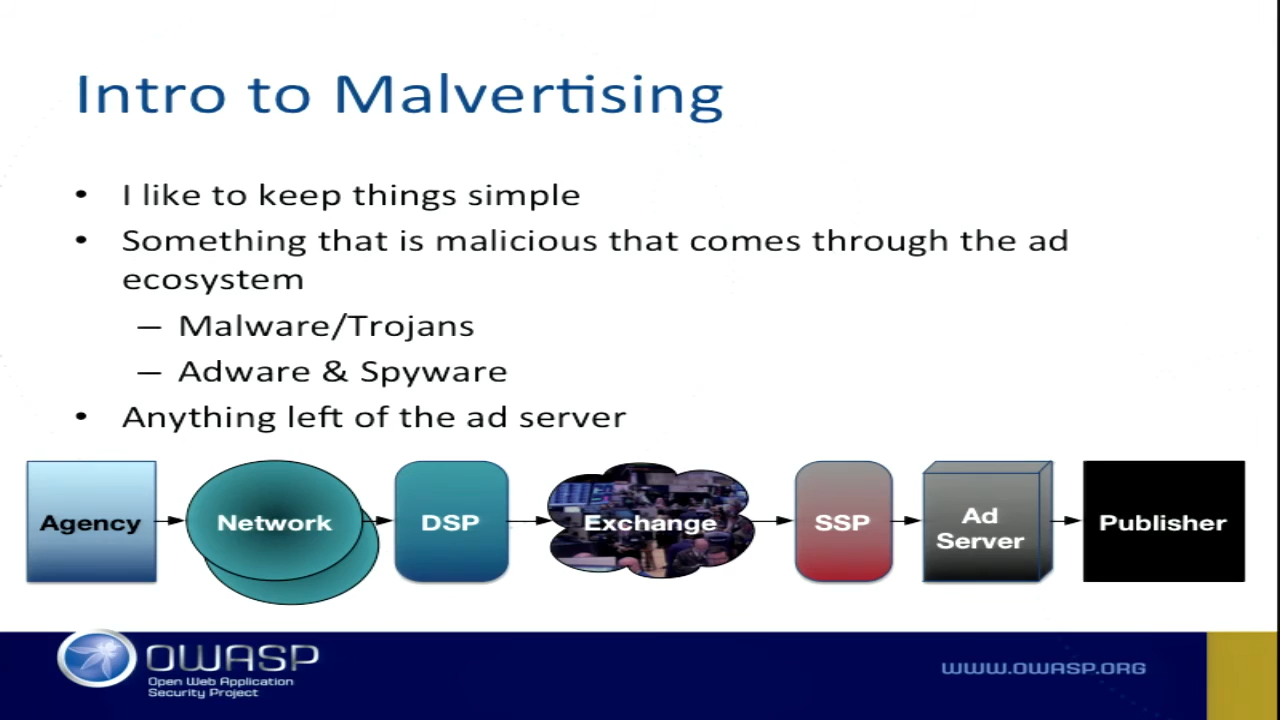 Intro to Malvertising
• I like to keep things simple
• Something that is malicious that comes through the ad
ecosystem
– Malware/Trojans
– Adware & Spyware
• Anything left of the ad server
Agency
Network
DSP
Exchange
SSP
Ad
Server
Publisher
OWASP
Open Web Application
Security Project
WWW.OWASP.ORG